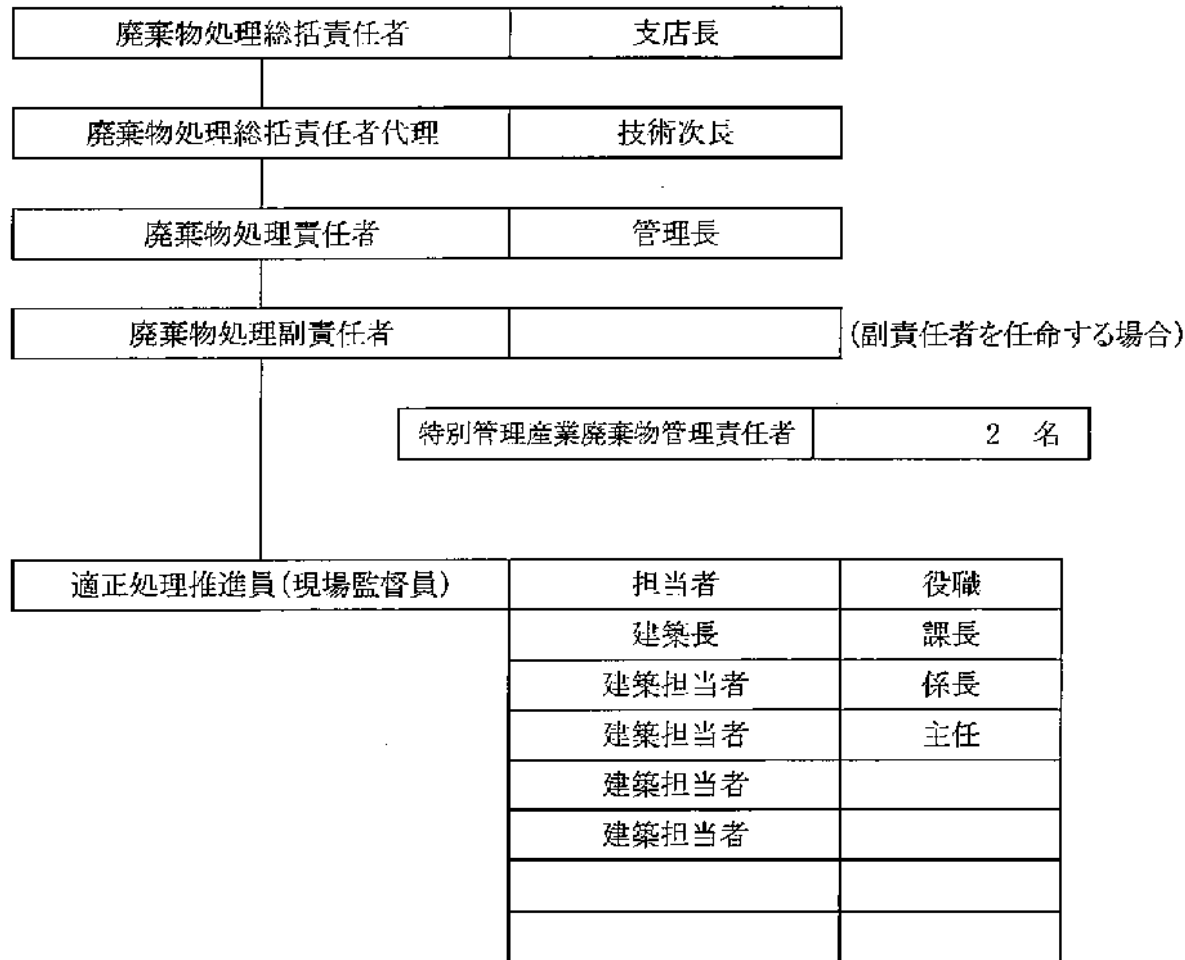 廃棄物処理総括責任者 支店長
廃棄物処理総括責任者代理 技術次長
廃棄物処理責任者 管理長
廃棄物処理副責任者 (副責任者を任命する場合)
特別管理産業廃棄物管理責任者 2 名
適正処理推進員(現場監督員) 担当者 役職
建築長 課長
建築担当者 係長
建築担当者 主任
建築担当者
建築担当者